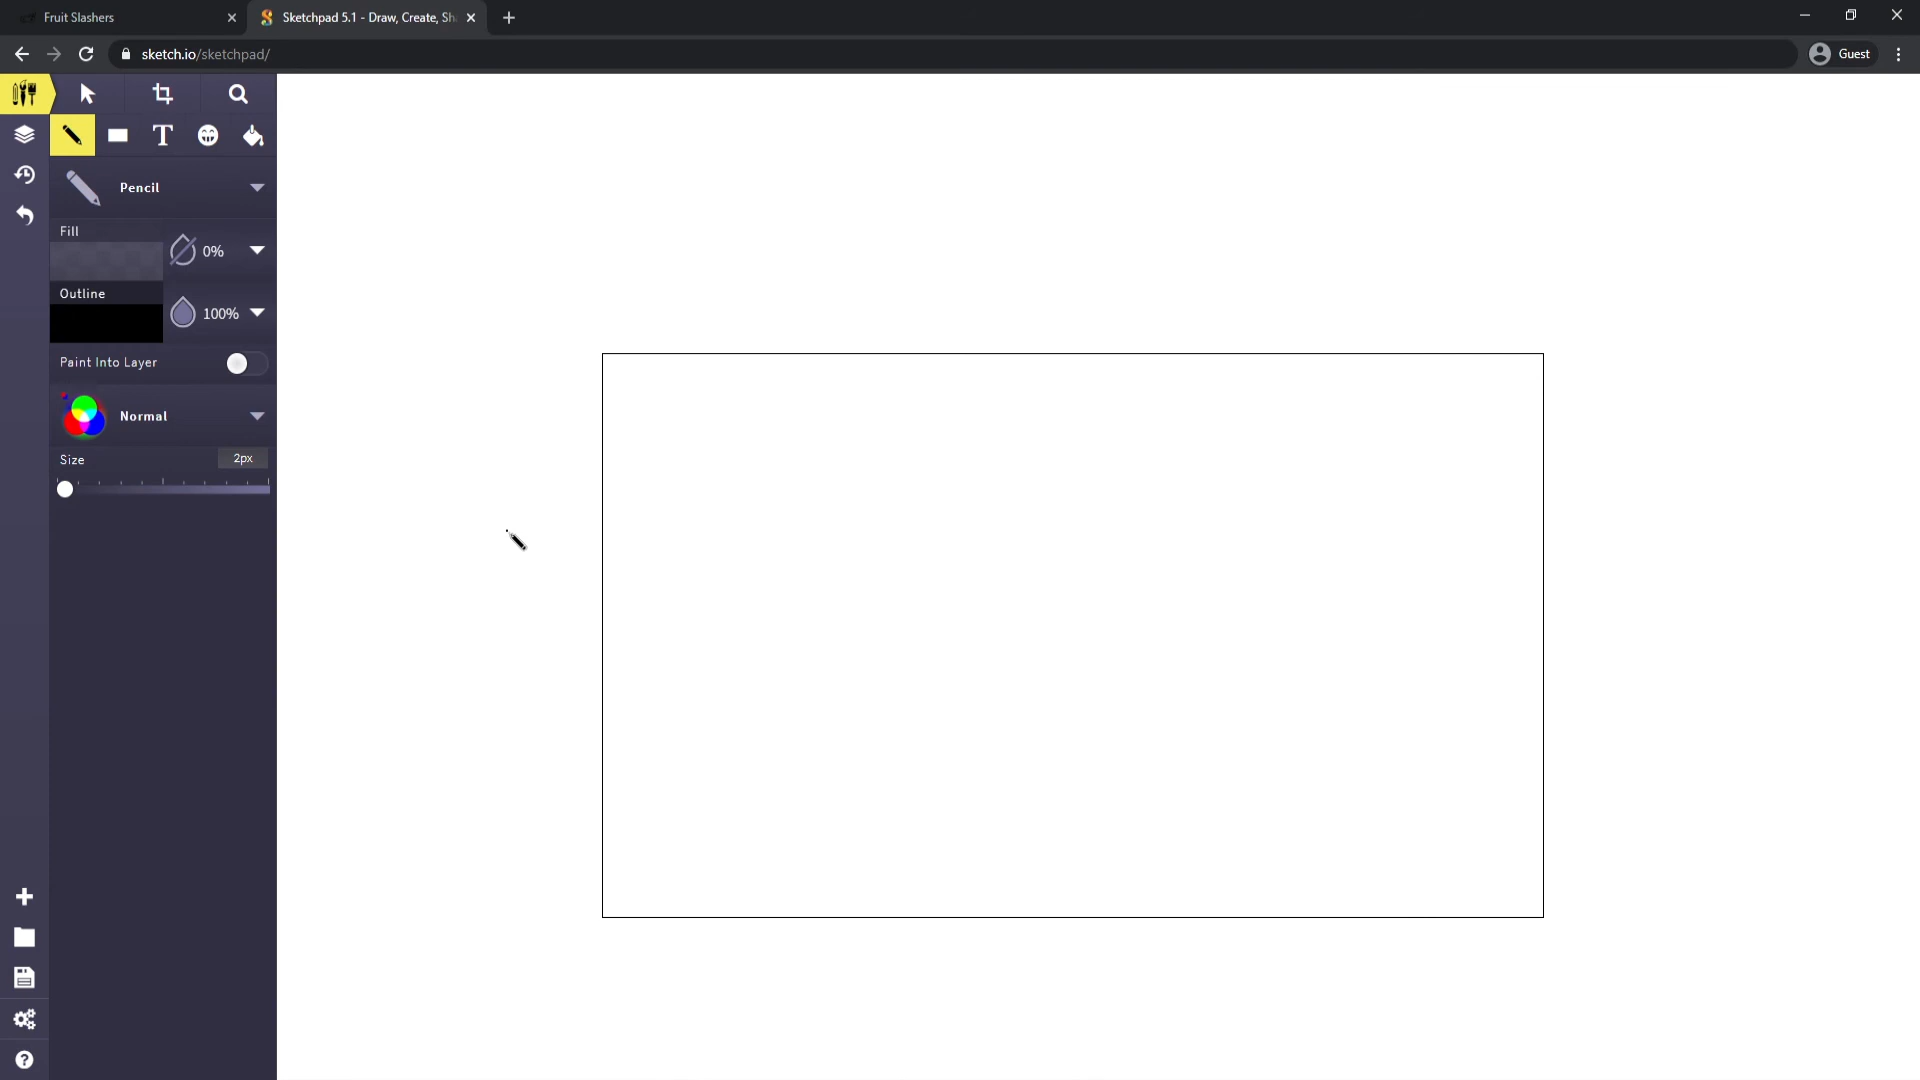 Fruit Slashers
Sketchpad 5.1 - Draw, Create, Sh
sketch.io/sketchpad/
Guest
T
Pencil
Fill
0%
Outline
100%
Paint Into Layer
Normal
Size
2px